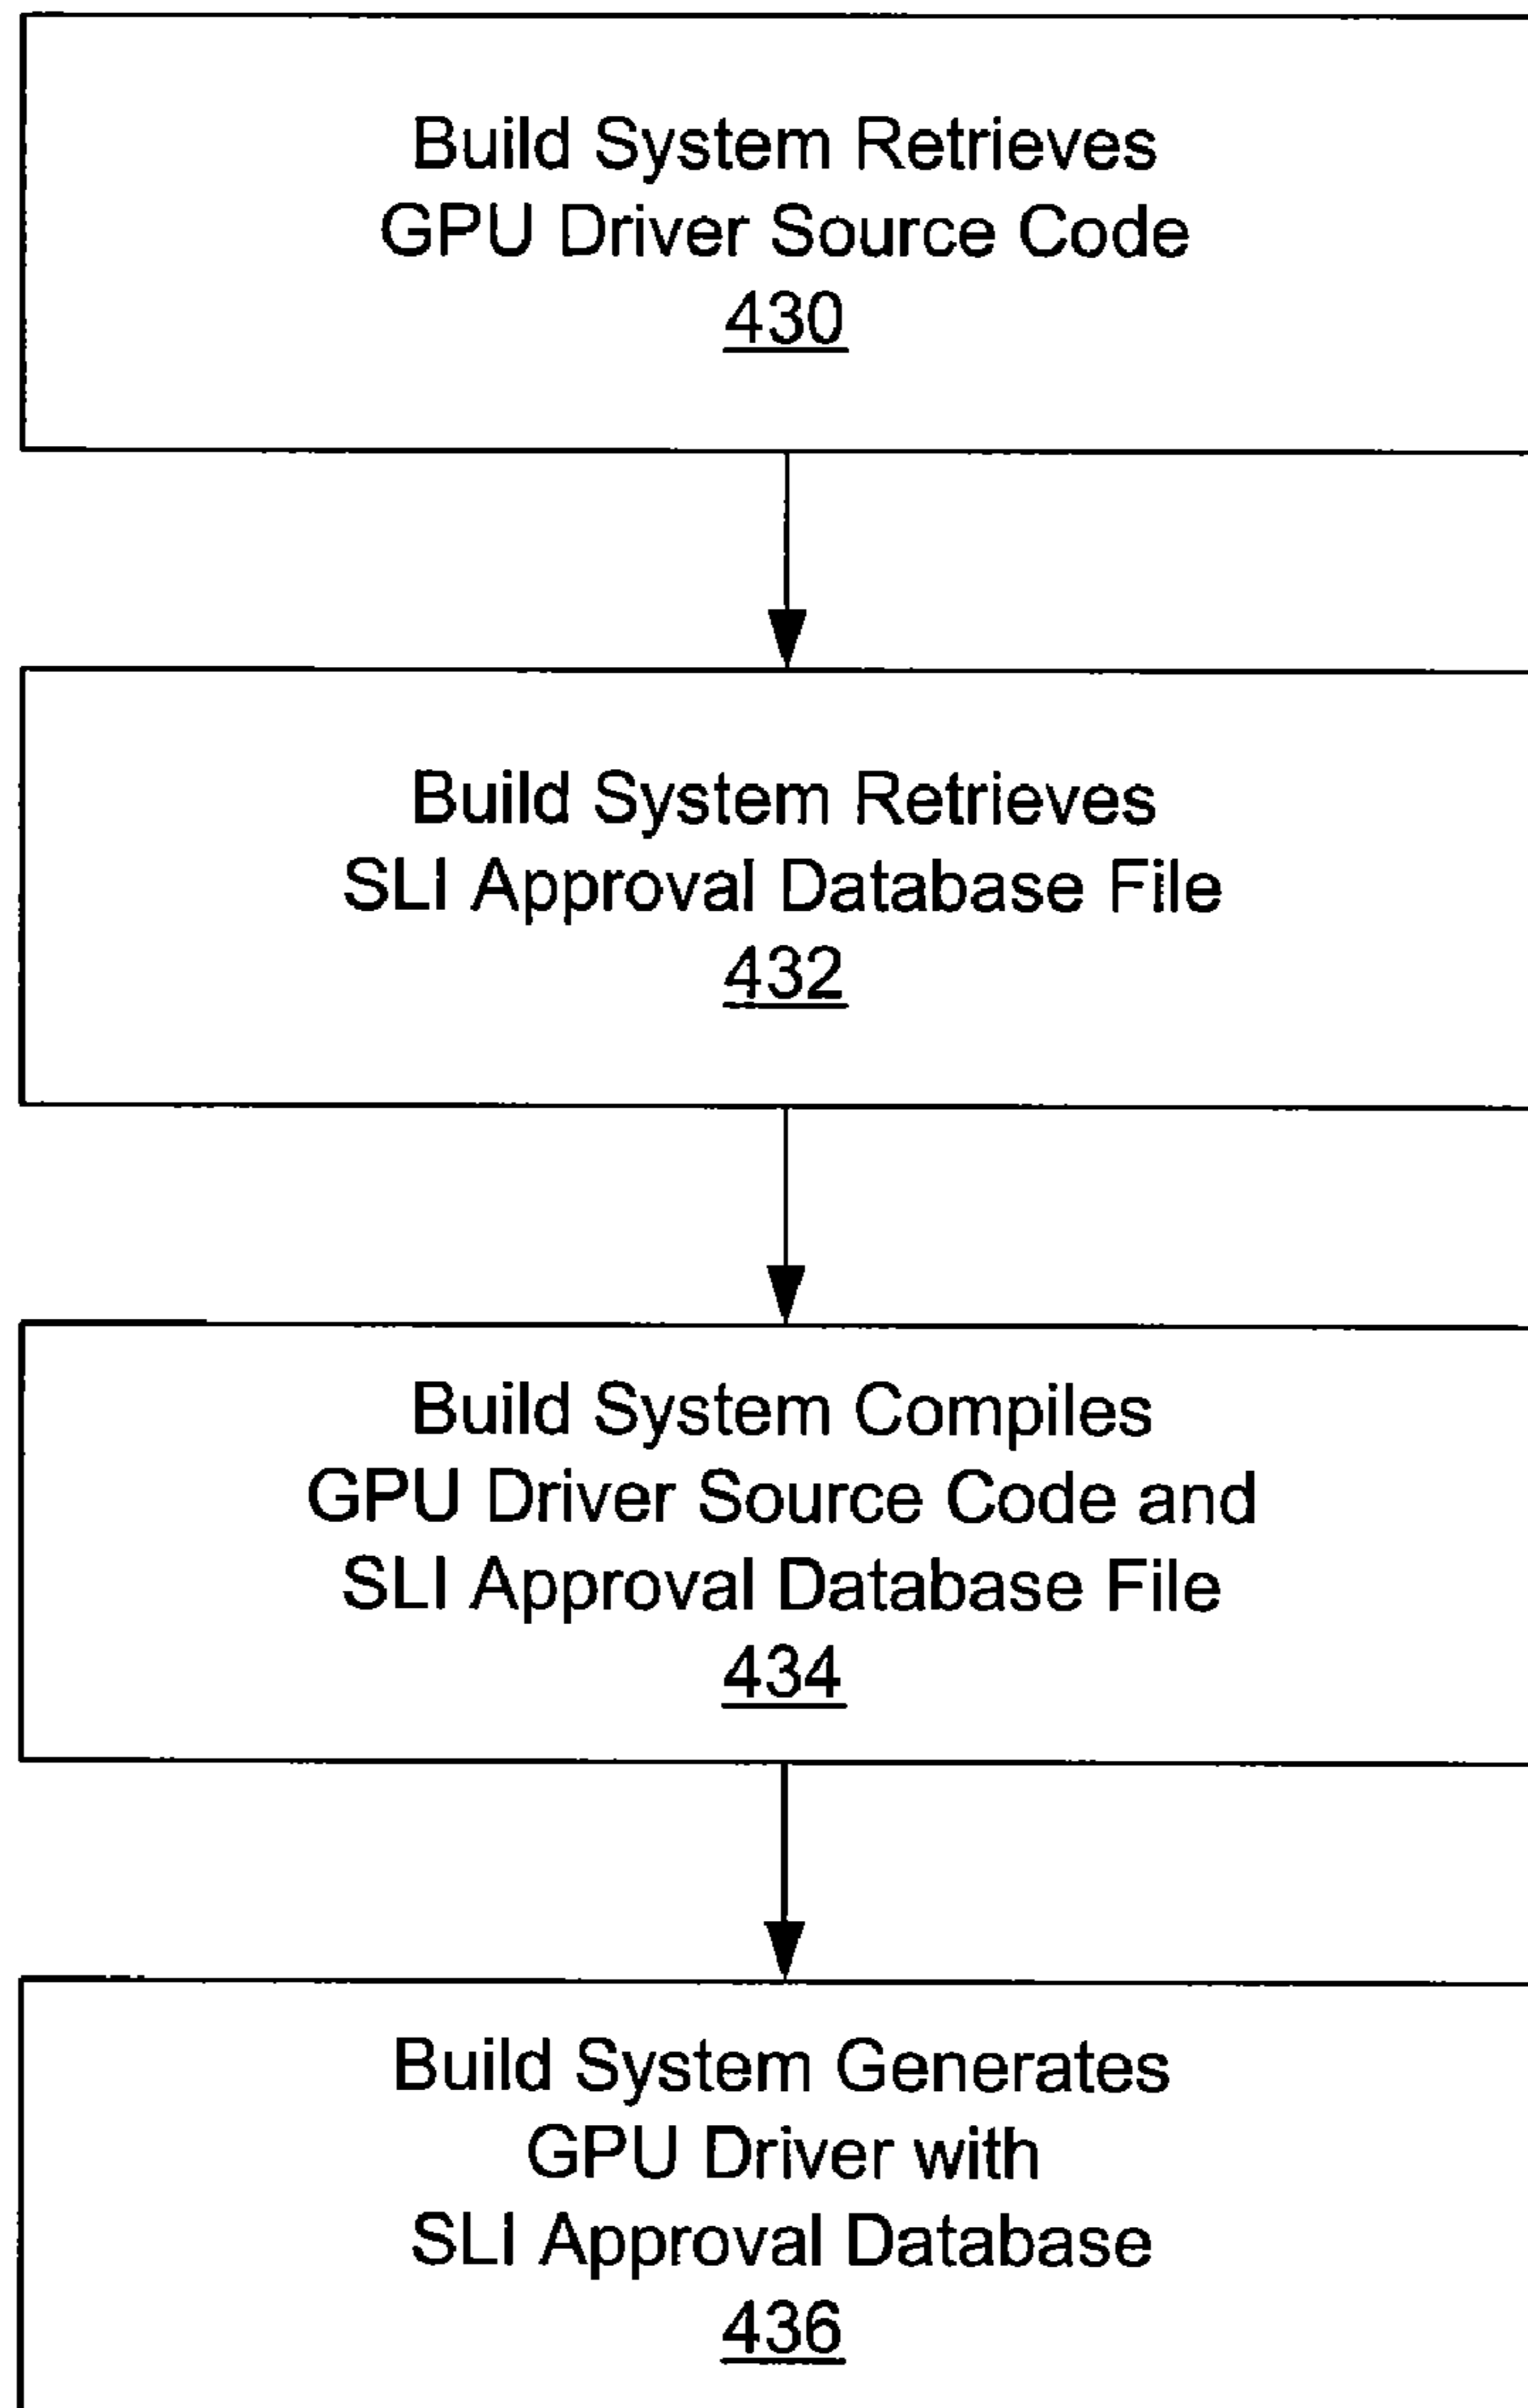 Build System Retrieves
GPU Driver Source Code
430
Build System Retrieves
SLI Approval Database File
432
Build System Compiles
GPU Driver Source Code and
SLI Approval Database File
434
Build System Generates
GPU Driver with
SLI Approval Database
436